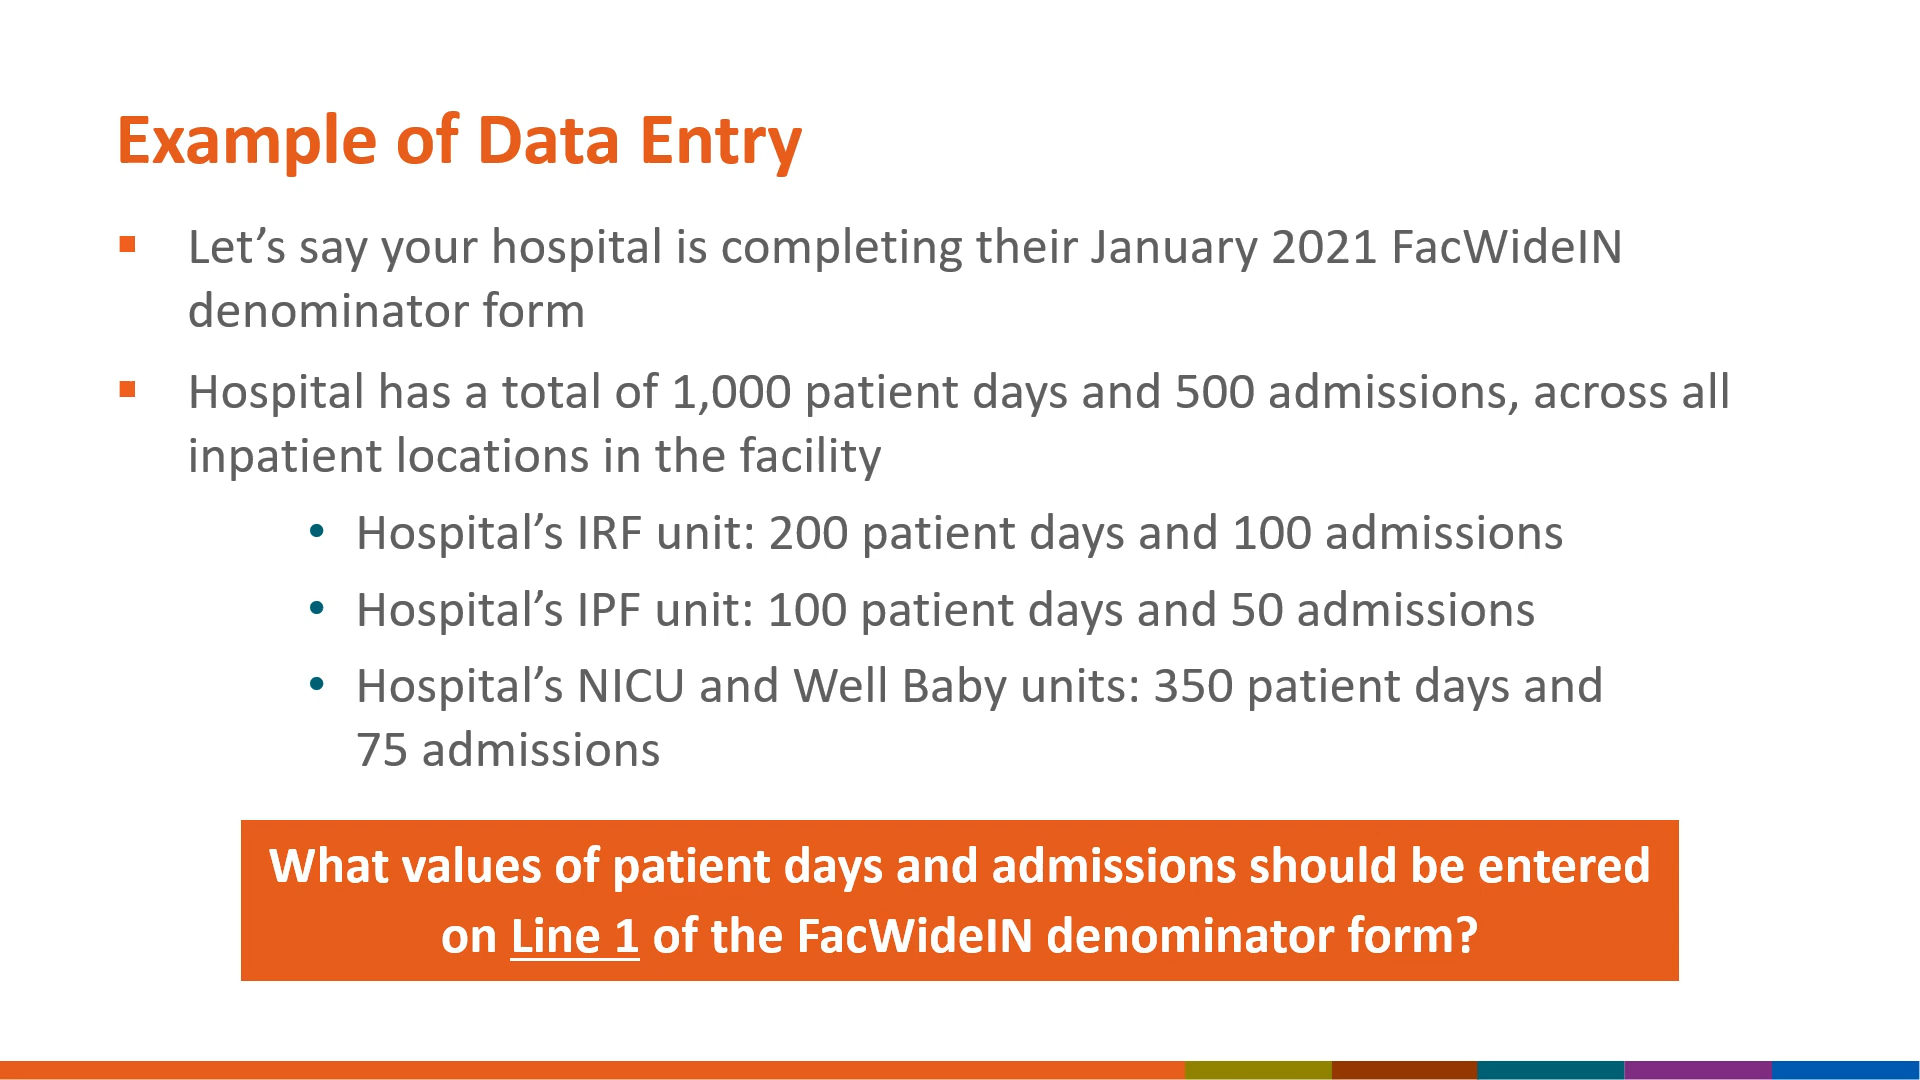 Example of Data Entry
▪ Let’s say your hospital is completing their January 2021 FacWideIN
denominator form
▪ Hospital has a total of 1,000 patient days and 500 admissions, across all
inpatient locations in the facility
• Hospital’s IRF unit: 200 patient days and 100 admissions
• Hospital’s IPF unit: 100 patient days and 50 admissions
• Hospital’s NICU and Well Baby units: 350 patient days and
75 admissions
What values of patient days and admissions should be entered
on Line 1 of the FacWideIN denominator form?